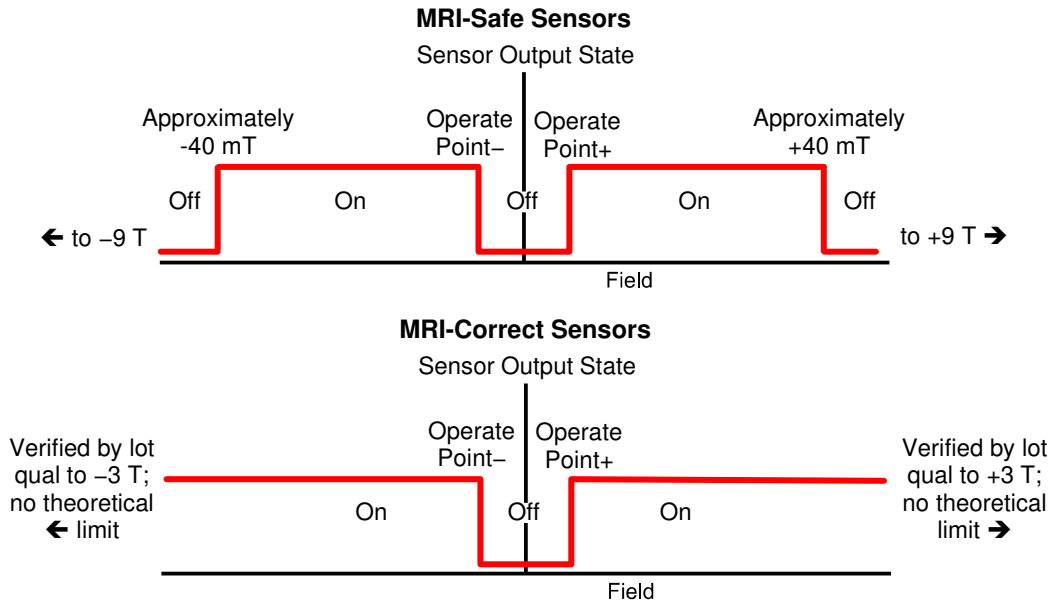 MRI-Safe Sensors
Sensor Output State
Approximately
-40 mT
Operate
Point−
Operate
Point+
Approximately
+40 mT
Off
On
Off
On
Off
← to −9 T
to +9 T →
Field
MRI-Correct Sensors
Sensor Output State
Operate
Point−
Operate
Point+
Verified by lot
qual to −3 T;
no theoretical
← limit
Verified by lot
qual to +3 T;
no theoretical
limit →
On
Off
On
Field